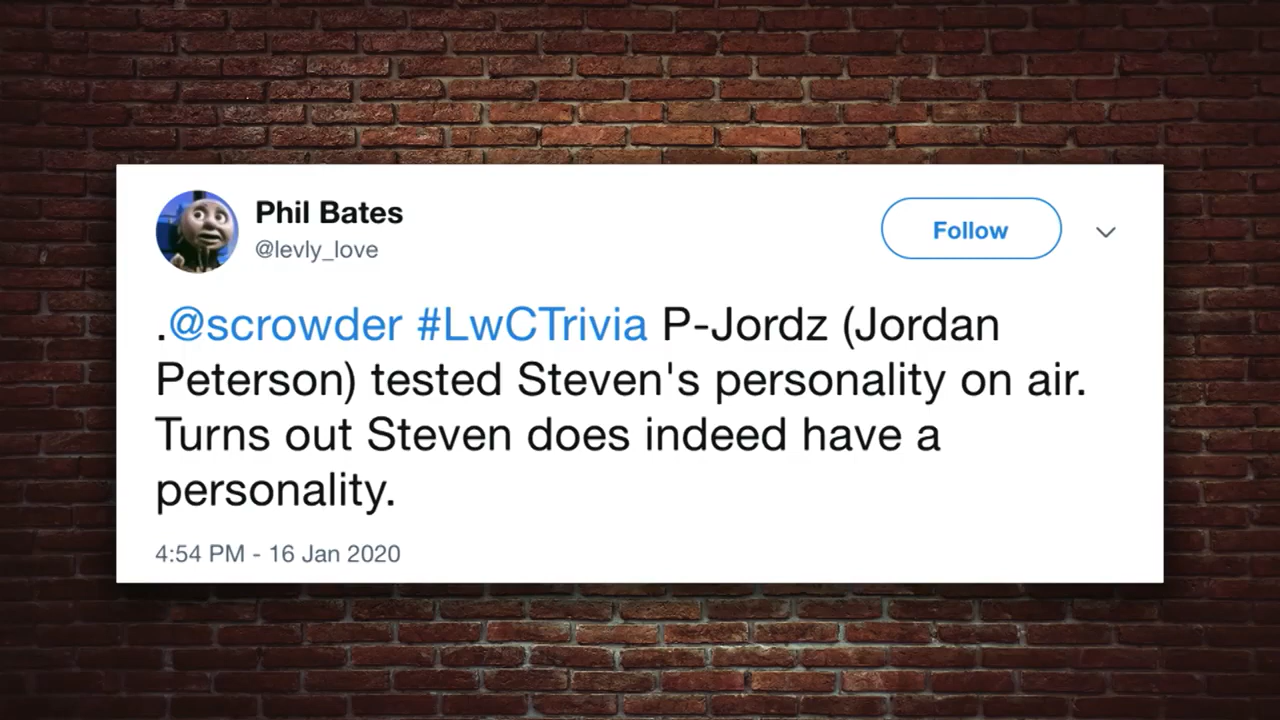 Phil Bates
@levly_love
Follow
.@scrowder #LwCTrivia P-Jordz (Jordan
Peterson) tested Steven's personality on air.
Turns out Steven does indeed have a
personality.
4:54 PM - 16 Jan 2020